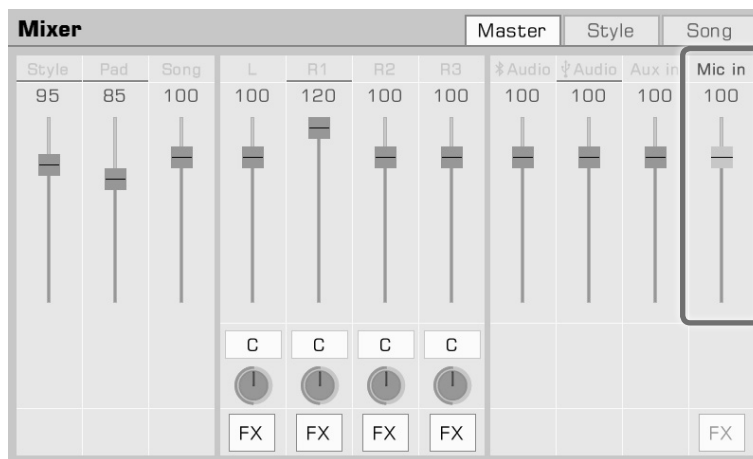 Mixer Master Style Song
Style Pad Song L R1 R2 R3 Audio Audio Aux in Mic in
95 85 100 100 120 100 100 100 100 100 100
C C C C
FX FX FX FX FX